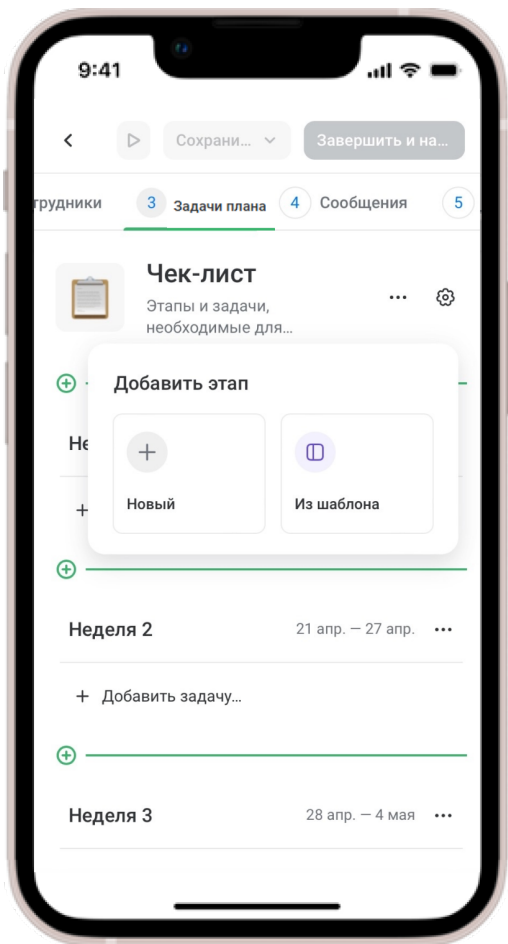 9:41
Сохрани...
Завершить и на...
трудники
3 Задачи плана
4 Сообщения
5
Чек-лист
Этапы и задачи,
необходимые для...
Добавить этап
Не
Новый
Из шаблона
Неделя 2
21 апр. — 27 апр.
+ Добавить задачу...
Неделя 3
28 апр. — 4 мая